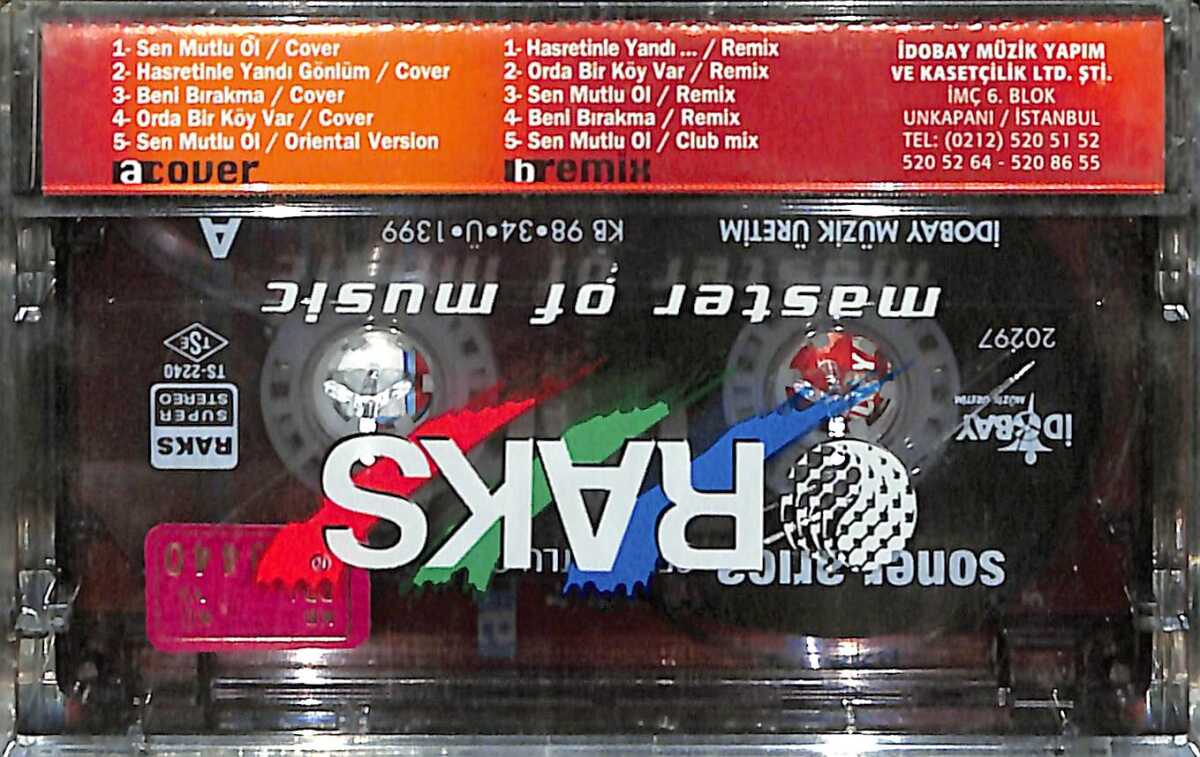 1- Sen Mutlu Ol / Cover
2- Hasretinle Yandı Gönlüm / Cover
3- Beni Bırakma / Cover
4- Orda Bir Köy Var / Cover
5- Sen Mutlu Ol / Oriental Version
a cover
1- Hasretinle Yandı ... / Remix
2- Orda Bir Köy Var / Remix
3- Sen Mutlu Ol / Remix
4- Beni Bırakma / Remix
5- Sen Mutlu Ol / Club mix
b remix
İDOBAY MÜZİK YAPIM
VE KASETÇİLİK LTD. ŞTİ.
İMÇ 6. BLOK
UNKAPANI / İSTANBUL
TEL: (0212) 520 51 52
520 52 64 - 520 86 55
A
KB 98•34•Ü•1399
İDOBAY MÜZİK ÜRETİM
master of music
20297
TSE
TS-2240
SUPER
STEREO
RAKS
İDOBAY
MÜZİK ÜRETİM
RAKS
soner arıca